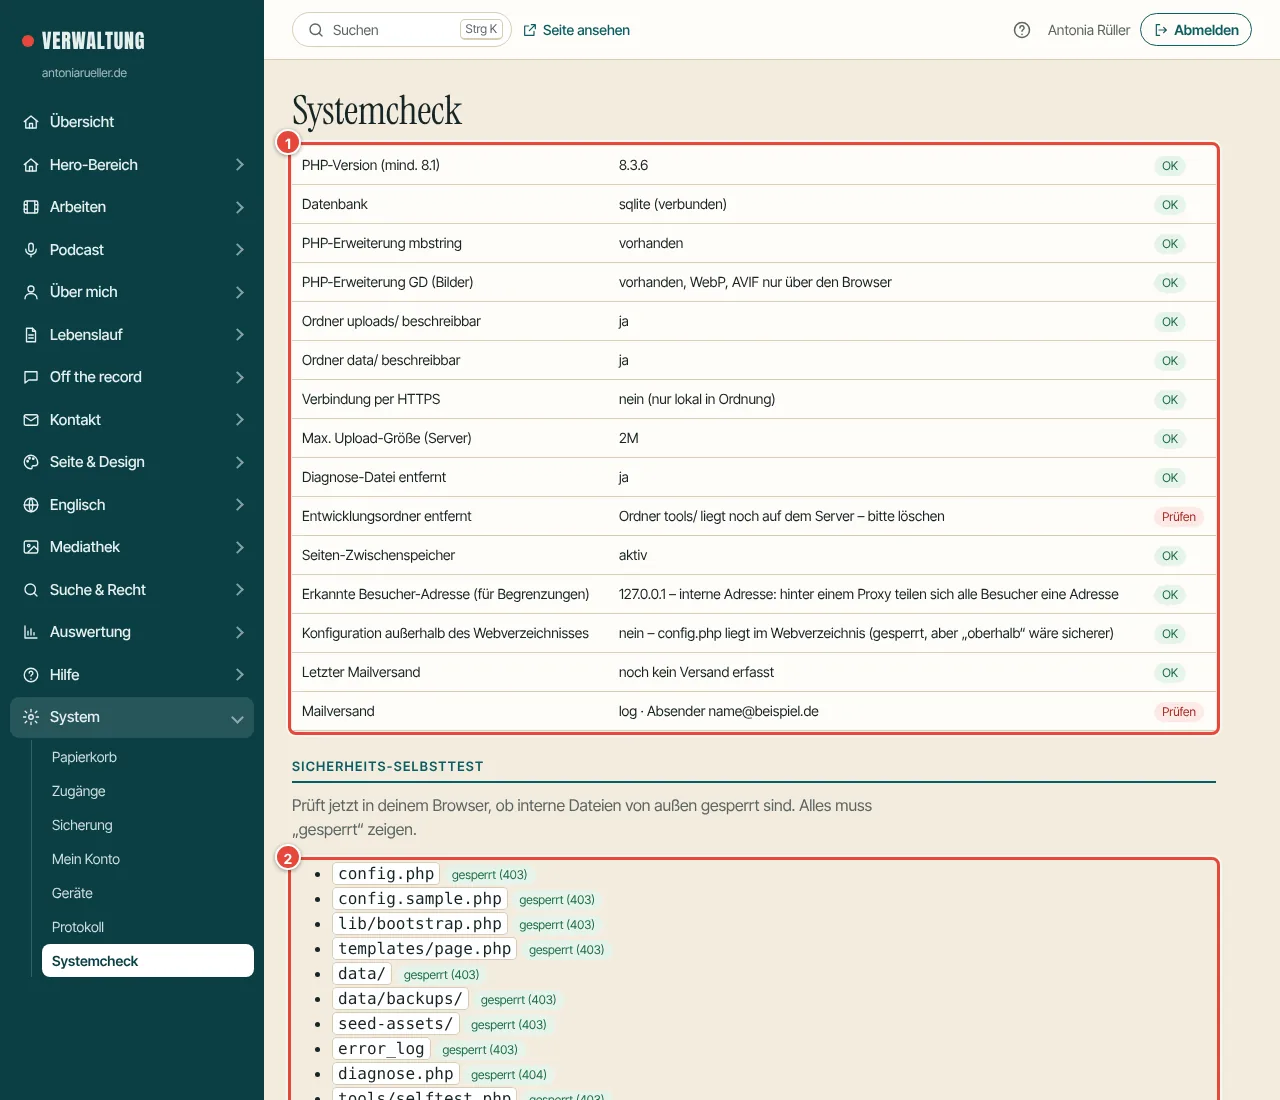 VERWALTUNG
antoniarueller.de
Übersicht
Hero-Bereich
Arbeiten
Podcast
Über mich
Lebenslauf
Off the record
Kontakt
Seite & Design
Englisch
Mediathek
Suche & Recht
Auswertung
Hilfe
System
Papierkorb
Zugänge
Sicherung
Mein Konto
Geräte
Protokoll
Systemcheck
Suchen Strg K Seite ansehen Antonia Rüller Abmelden
Systemcheck
1
PHP-Version (mind. 8.1) 8.3.6 OK
Datenbank sqlite (verbunden) OK
PHP-Erweiterung mbstring vorhanden OK
PHP-Erweiterung GD (Bilder) vorhanden, WebP, AVIF nur über den Browser OK
Ordner uploads/ beschreibbar ja OK
Ordner data/ beschreibbar ja OK
Verbindung per HTTPS nein (nur lokal in Ordnung) OK
Max. Upload-Größe (Server) 2M OK
Diagnose-Datei entfernt ja OK
Entwicklungsordner entfernt Ordner tools/ liegt noch auf dem Server – bitte löschen Prüfen
Seiten-Zwischenspeicher aktiv OK
Erkannte Besucher-Adresse (für Begrenzungen) 127.0.0.1 – interne Adresse: hinter einem Proxy teilen sich alle Besucher eine Adresse OK
Konfiguration außerhalb des Webverzeichnisses nein – config.php liegt im Webverzeichnis (gesperrt, aber „oberhalb“ wäre sicherer) OK
Letzter Mailversand noch kein Versand erfasst OK
Mailversand log · Absender name@beispiel.de Prüfen
SICHERHEITS-SELBSTTEST
Prüft jetzt in deinem Browser, ob interne Dateien von außen gesperrt sind. Alles muss
„gesperrt“ zeigen.
2
config.php gesperrt (403)
config.sample.php gesperrt (403)
lib/bootstrap.php gesperrt (403)
templates/page.php gesperrt (403)
data/ gesperrt (403)
data/backups/ gesperrt (403)
seed-assets/ gesperrt (403)
error_log gesperrt (403)
diagnose.php gesperrt (404)
tools/selftest.php gesperrt (403)